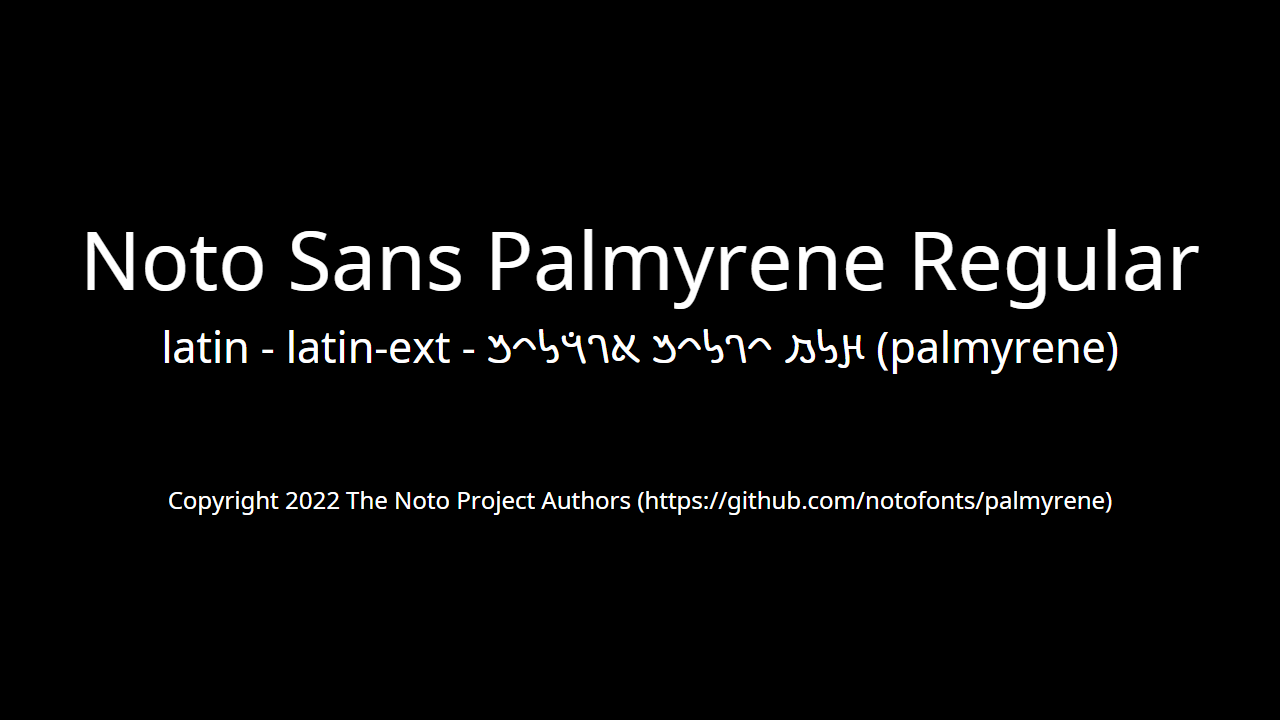 Noto Sans Palmyrene Regular
latin - latin-ext - (palmyrene)
Copyright 2022 The Noto Project Authors (https://github.com/notofonts/palmyrene)